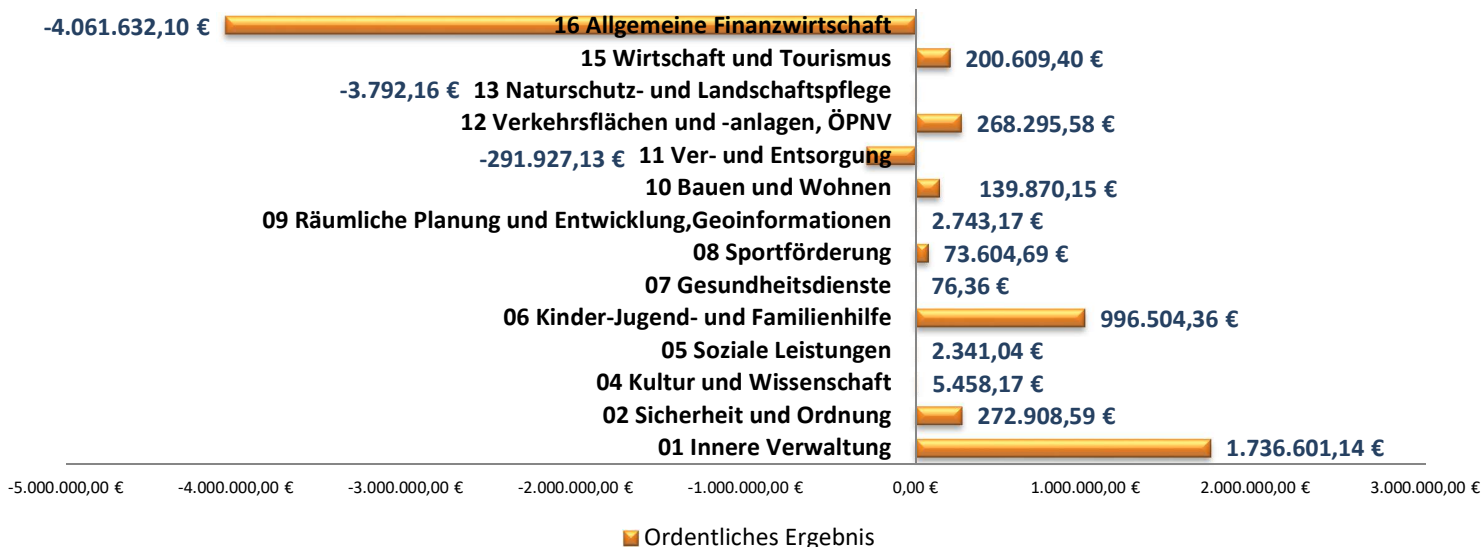 -4.061.632,10 € 16 Allgemeine Finanzwirtschaft
15 Wirtschaft und Tourismus 200.609,40 €
-3.792,16 € 13 Naturschutz- und Landschaftspflege
12 Verkehrsflächen und -anlagen, ÖPNV 268.295,58 €
-291.927,13 € 11 Ver- und Entsorgung
10 Bauen und Wohnen 139.870,15 €
09 Räumliche Planung und Entwicklung,Geoinformationen 2.743,17 €
08 Sportförderung 73.604,69 €
07 Gesundheitsdienste 76,36 €
06 Kinder-Jugend- und Familienhilfe 996.504,36 €
05 Soziale Leistungen 2.341,04 €
04 Kultur und Wissenschaft 5.458,17 €
02 Sicherheit und Ordnung 272.908,59 €
01 Innere Verwaltung 1.736.601,14 €
-5.000.000,00 € -4.000.000,00 € -3.000.000,00 € -2.000.000,00 € -1.000.000,00 € 0,00 € 1.000.000,00 € 2.000.000,00 € 3.000.000,00 €
Ordentliches Ergebnis